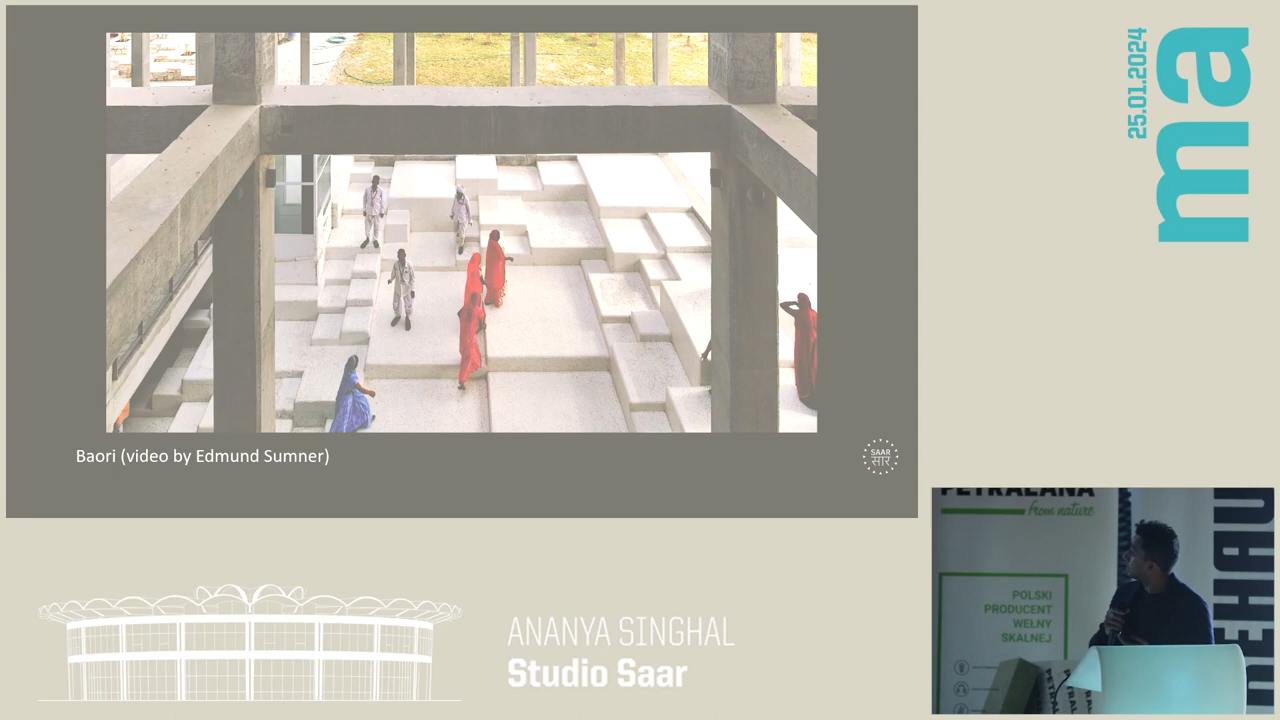 Baori (video by Edmund Sumner)
SAAR
सार
25.01.2024
ma
ANANYA SINGHAL
Studio Saar
PETRALANA
from nature
POLSKI
PRODUCENT
WEŁNY
SKALNEJ